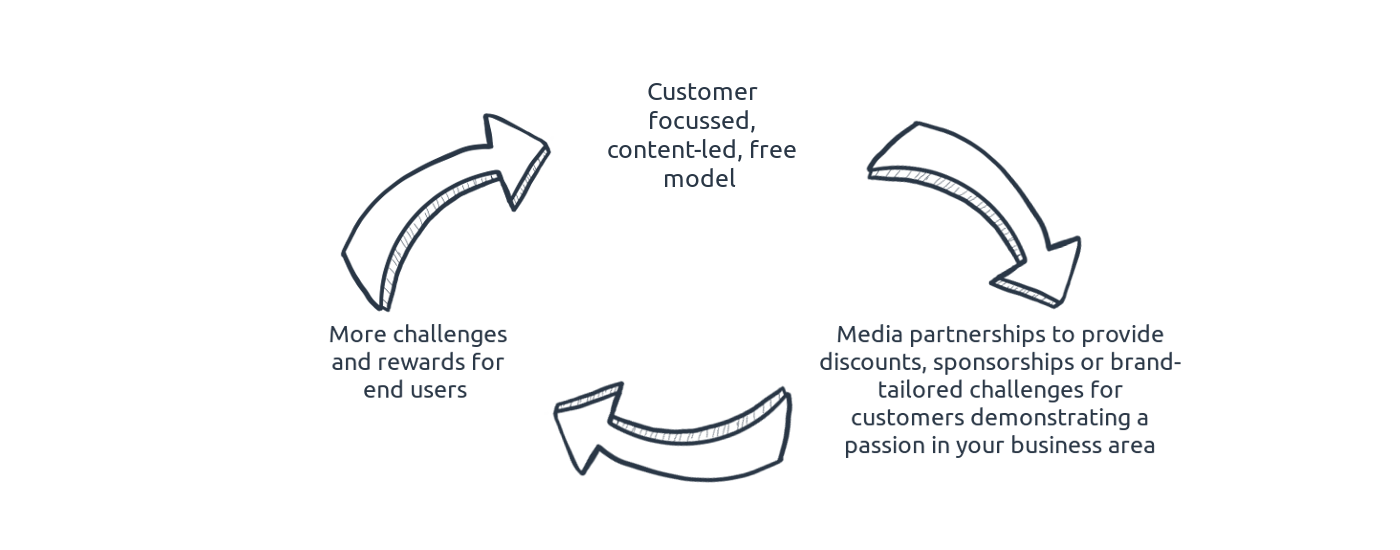 Customer
focussed,
content-led, free
model
More challenges
and rewards for
end users
Media partnerships to provide
discounts, sponsorships or brand-
tailored challenges for
customers demonstrating a
passion in your business area